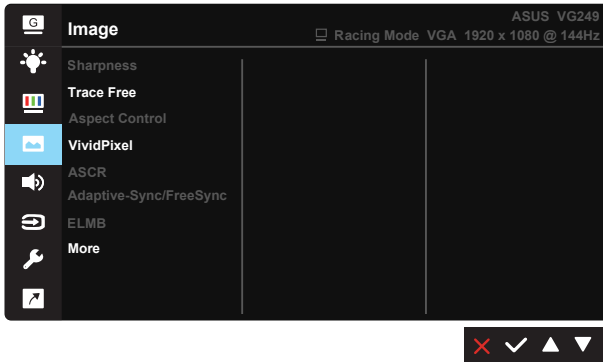 G
Image
ASUS VG249
Racing Mode VGA 1920 x 1080 @ 144Hz
Sharpness
Trace Free
Aspect Control
VividPixel
ASCR
Adaptive-Sync/FreeSync
ELMB
More